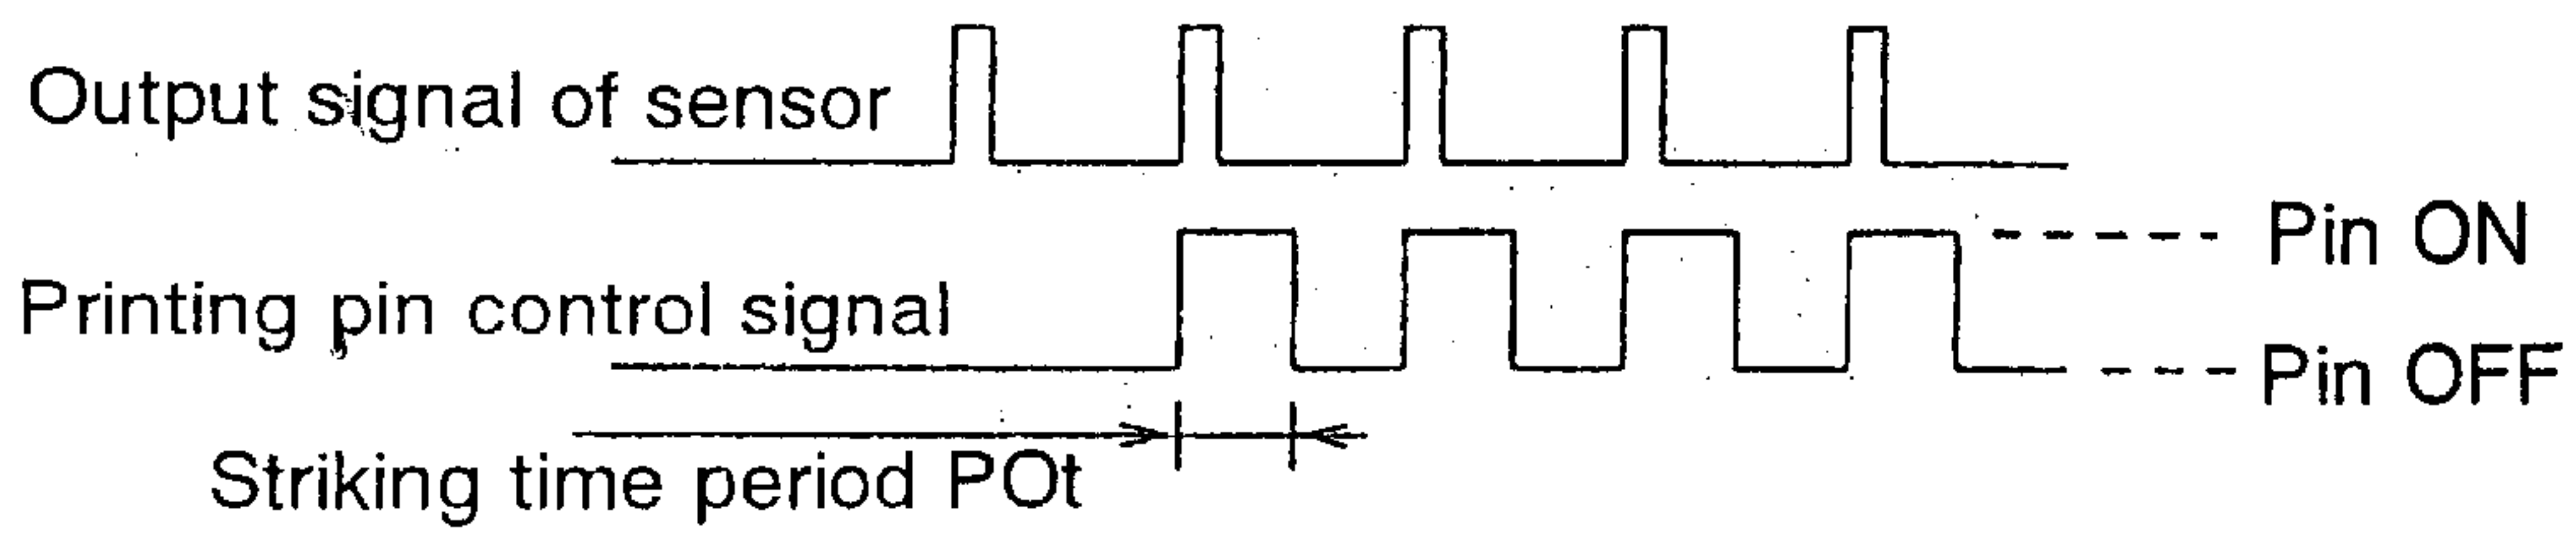 Output signal of sensor
Pin ON
Printing pin control signal
Pin OFF
Striking time period POt